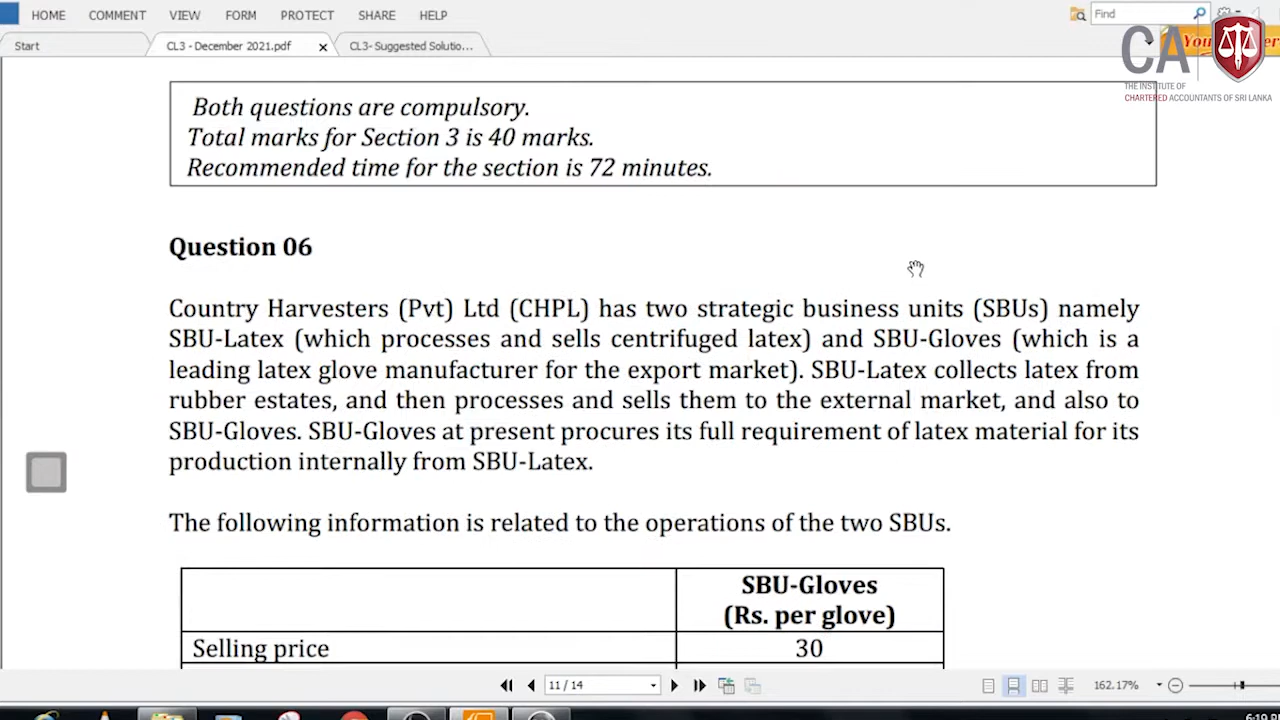 HOME COMMENT VIEW FORM PROTECT SHARE HELP Find
Start CL3 - December 2021.pdf x CL3- Suggested Solutio...
CA
THE INSTITUTE OF
CHARTERED ACCOUNTANTS OF SRI LANKA
Both questions are compulsory.
Total marks for Section 3 is 40 marks.
Recommended time for the section is 72 minutes.
Question 06
Country Harvesters (Pvt) Ltd (CHPL) has two strategic business units (SBUs) namely
SBU-Latex (which processes and sells centrifuged latex) and SBU-Gloves (which is a
leading latex glove manufacturer for the export market). SBU-Latex collects latex from
rubber estates, and then processes and sells them to the external market, and also to
SBU-Gloves. SBU-Gloves at present procures its full requirement of latex material for its
production internally from SBU-Latex.
The following information is related to the operations of the two SBUs.
SBU-Gloves
(Rs. per glove)
Selling price 30
11 / 14 162.17%